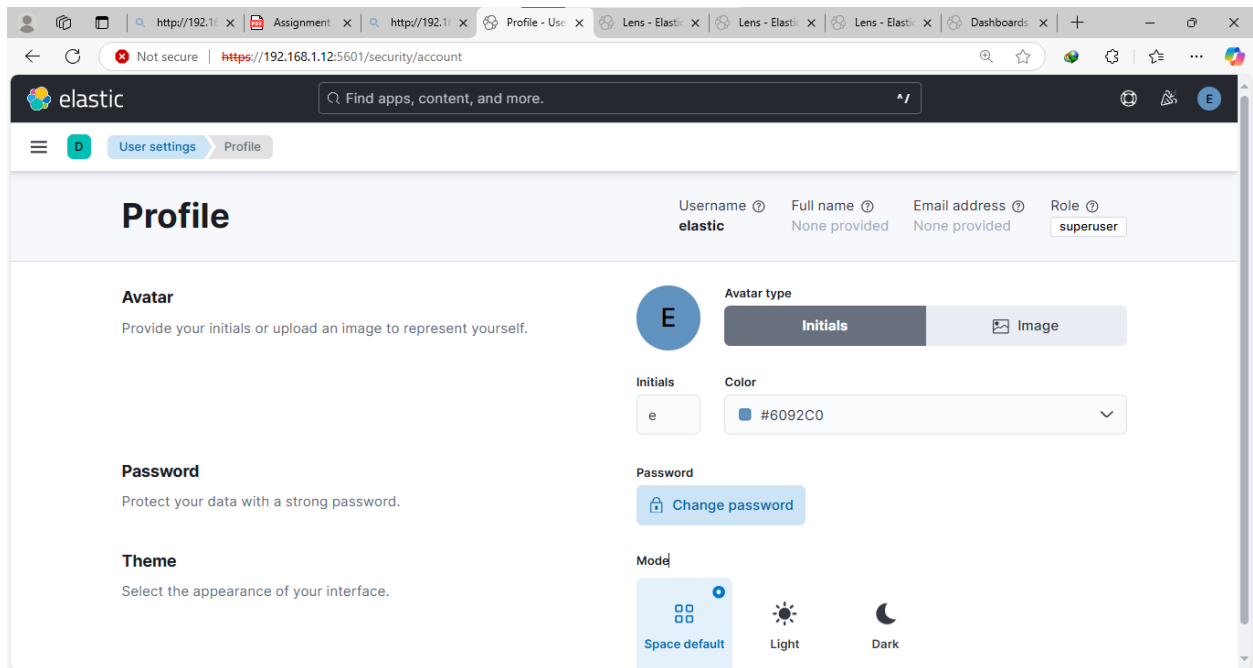 http://192.16
Assignment
http://192.16
Profile - Use
Lens - Elastic
Lens - Elastic
Lens - Elastic
Dashboards
Not secure https://192.168.1.12:5601/security/account
elastic
Find apps, content, and more.
^/
E
D
User settings
Profile
Profile
Username
Full name
Email address
Role
elastic
None provided
None provided
superuser
Avatar
Provide your initials or upload an image to represent yourself.
E
Avatar type
Initials
Image
Initials
Color
e
#6092C0
Password
Protect your data with a strong password.
Password
Change password
Theme
Select the appearance of your interface.
Mode
Space default
Light
Dark